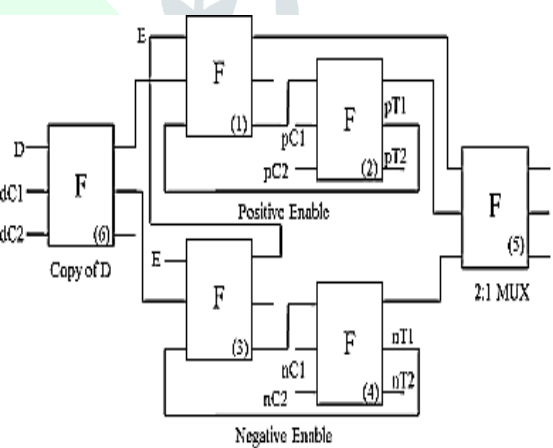 E
F
(1)
F
pT1
pC1
pC2
(2)
pT2
D
dC1
dC2
F
(6)
Copy of D
Positive Enable
F
(5)
2:1 MUX
E
F
(3)
F
nT1
nC1
nC2
(4)
nT2
Negative Enable